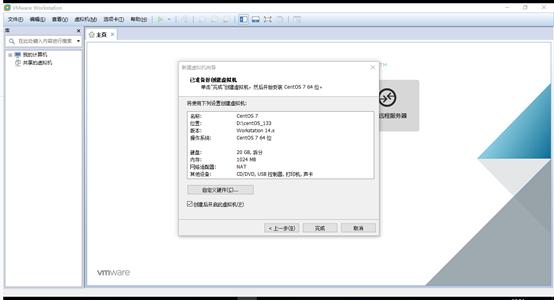 VMware Workstation
文件(F) 编辑(E) 查看(V) 虚拟机(M) 选项卡(T) 帮助(H)
库
在此处键入内容进行搜索
我的计算机
共享的虚拟机
主页
新建虚拟机向导
已准备好创建虚拟机
单击“完成”创建虚拟机，然后开始安装 CentOS 7 64 位。
将使用下列设置创建虚拟机:
名称: CentOS 7
位置: D:\centOS_133
版本: Workstation 14.x
操作系统: CentOS 7 64 位
硬盘: 20 GB, 拆分
内存: 1024 MB
网络适配器: NAT
其他设备: CD/DVD, USB 控制器, 打印机, 声卡
自定义硬件(C)...
创建后开启此虚拟机(P)
< 上一步(B) 完成 取消
远程服务器
vmware